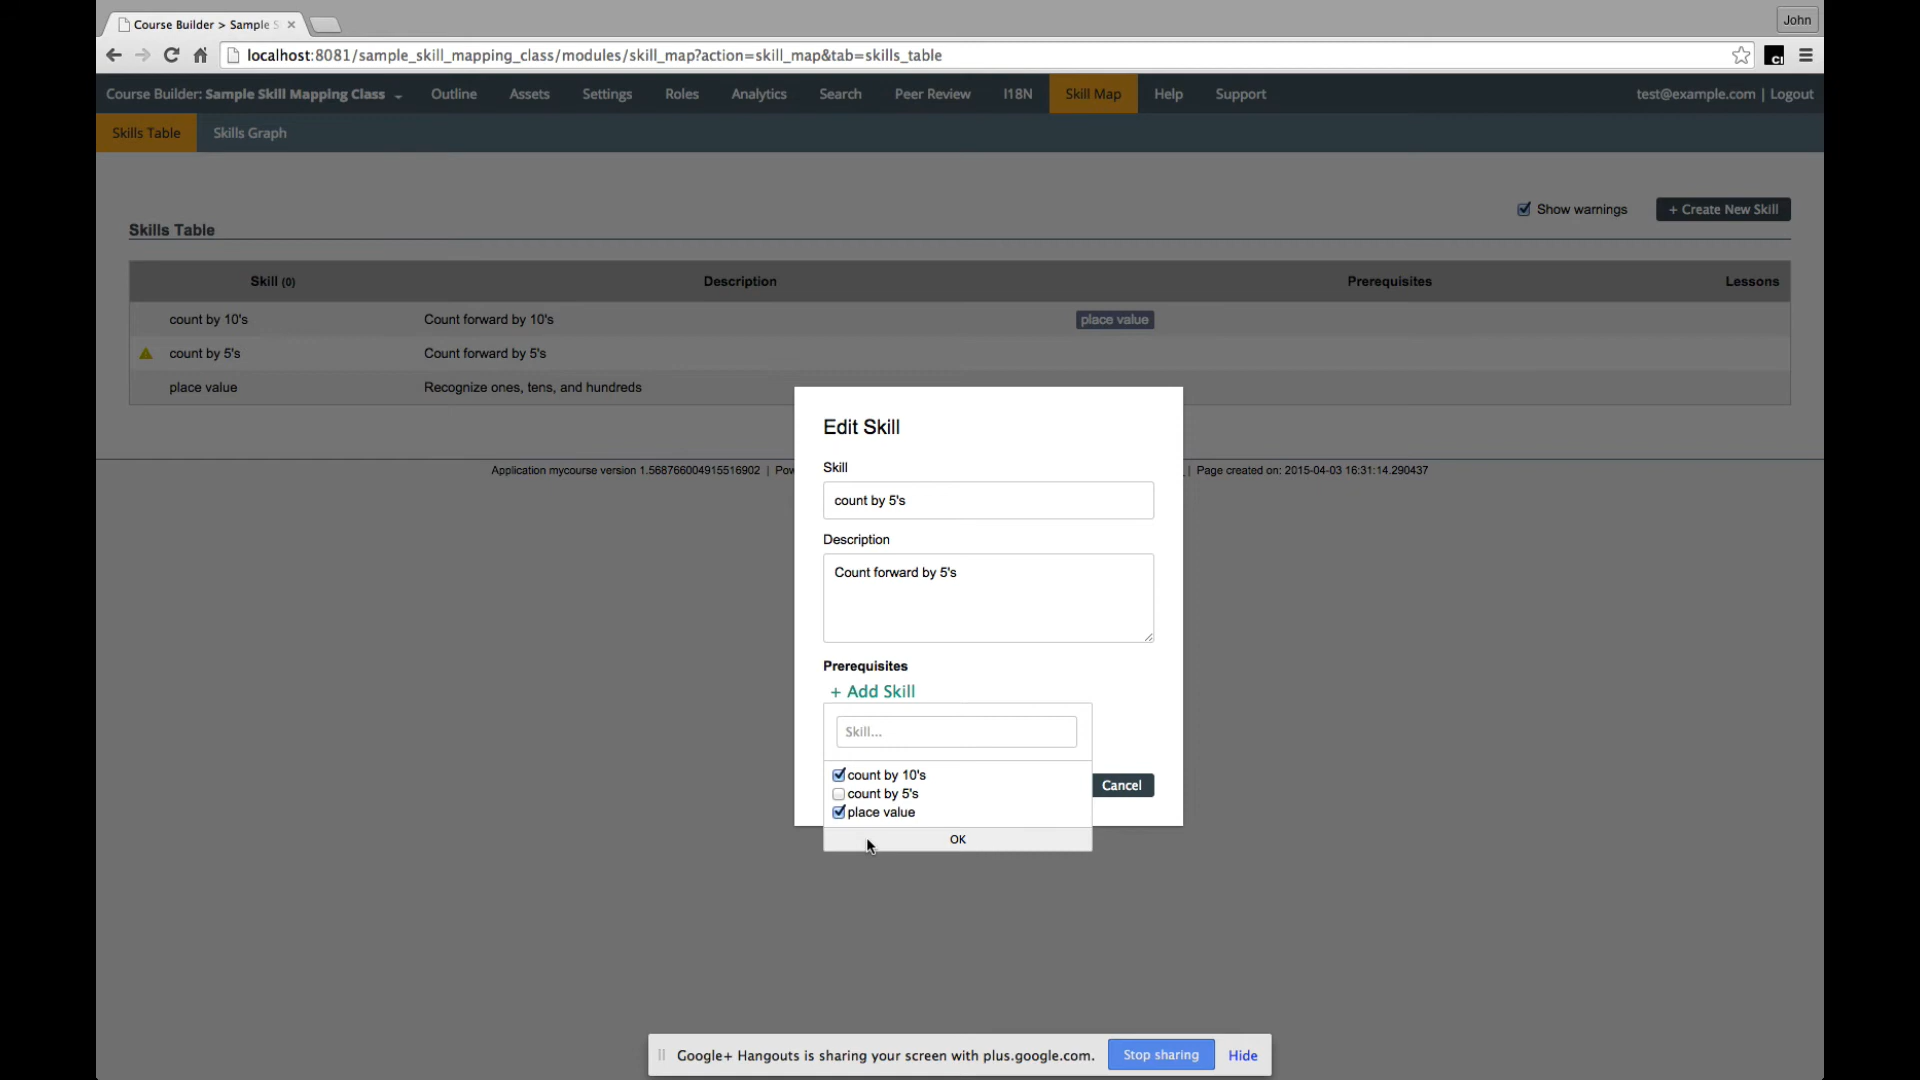 Course Builder > Sample S
John
localhost:8081/sample_skill_mapping_class/modules/skill_map?action=skill_map&tab=skills_table
Course Builder: Sample Skill Mapping Class Outline Assets Settings Roles Analytics Search Peer Review I18N Skill Map Help Support test@example.com | Logout
Skills Table Skills Graph
Show warnings + Create New Skill
Skills Table
Skill (0) Description Prerequisites Lessons
count by 10's Count forward by 10's place value
count by 5's Count forward by 5's
place value Recognize ones, tens, and hundreds
Edit Skill
Skill
Application mycourse version 1.568766004915516902 | Pow | Page created on: 2015-04-03 16:31:14.290437
count by 5's
Description
Count forward by 5's
Prerequisites
+ Add Skill
Skill...
count by 10's
Cancel
count by 5's
place value
OK
Google+ Hangouts is sharing your screen with plus.google.com. Stop sharing Hide